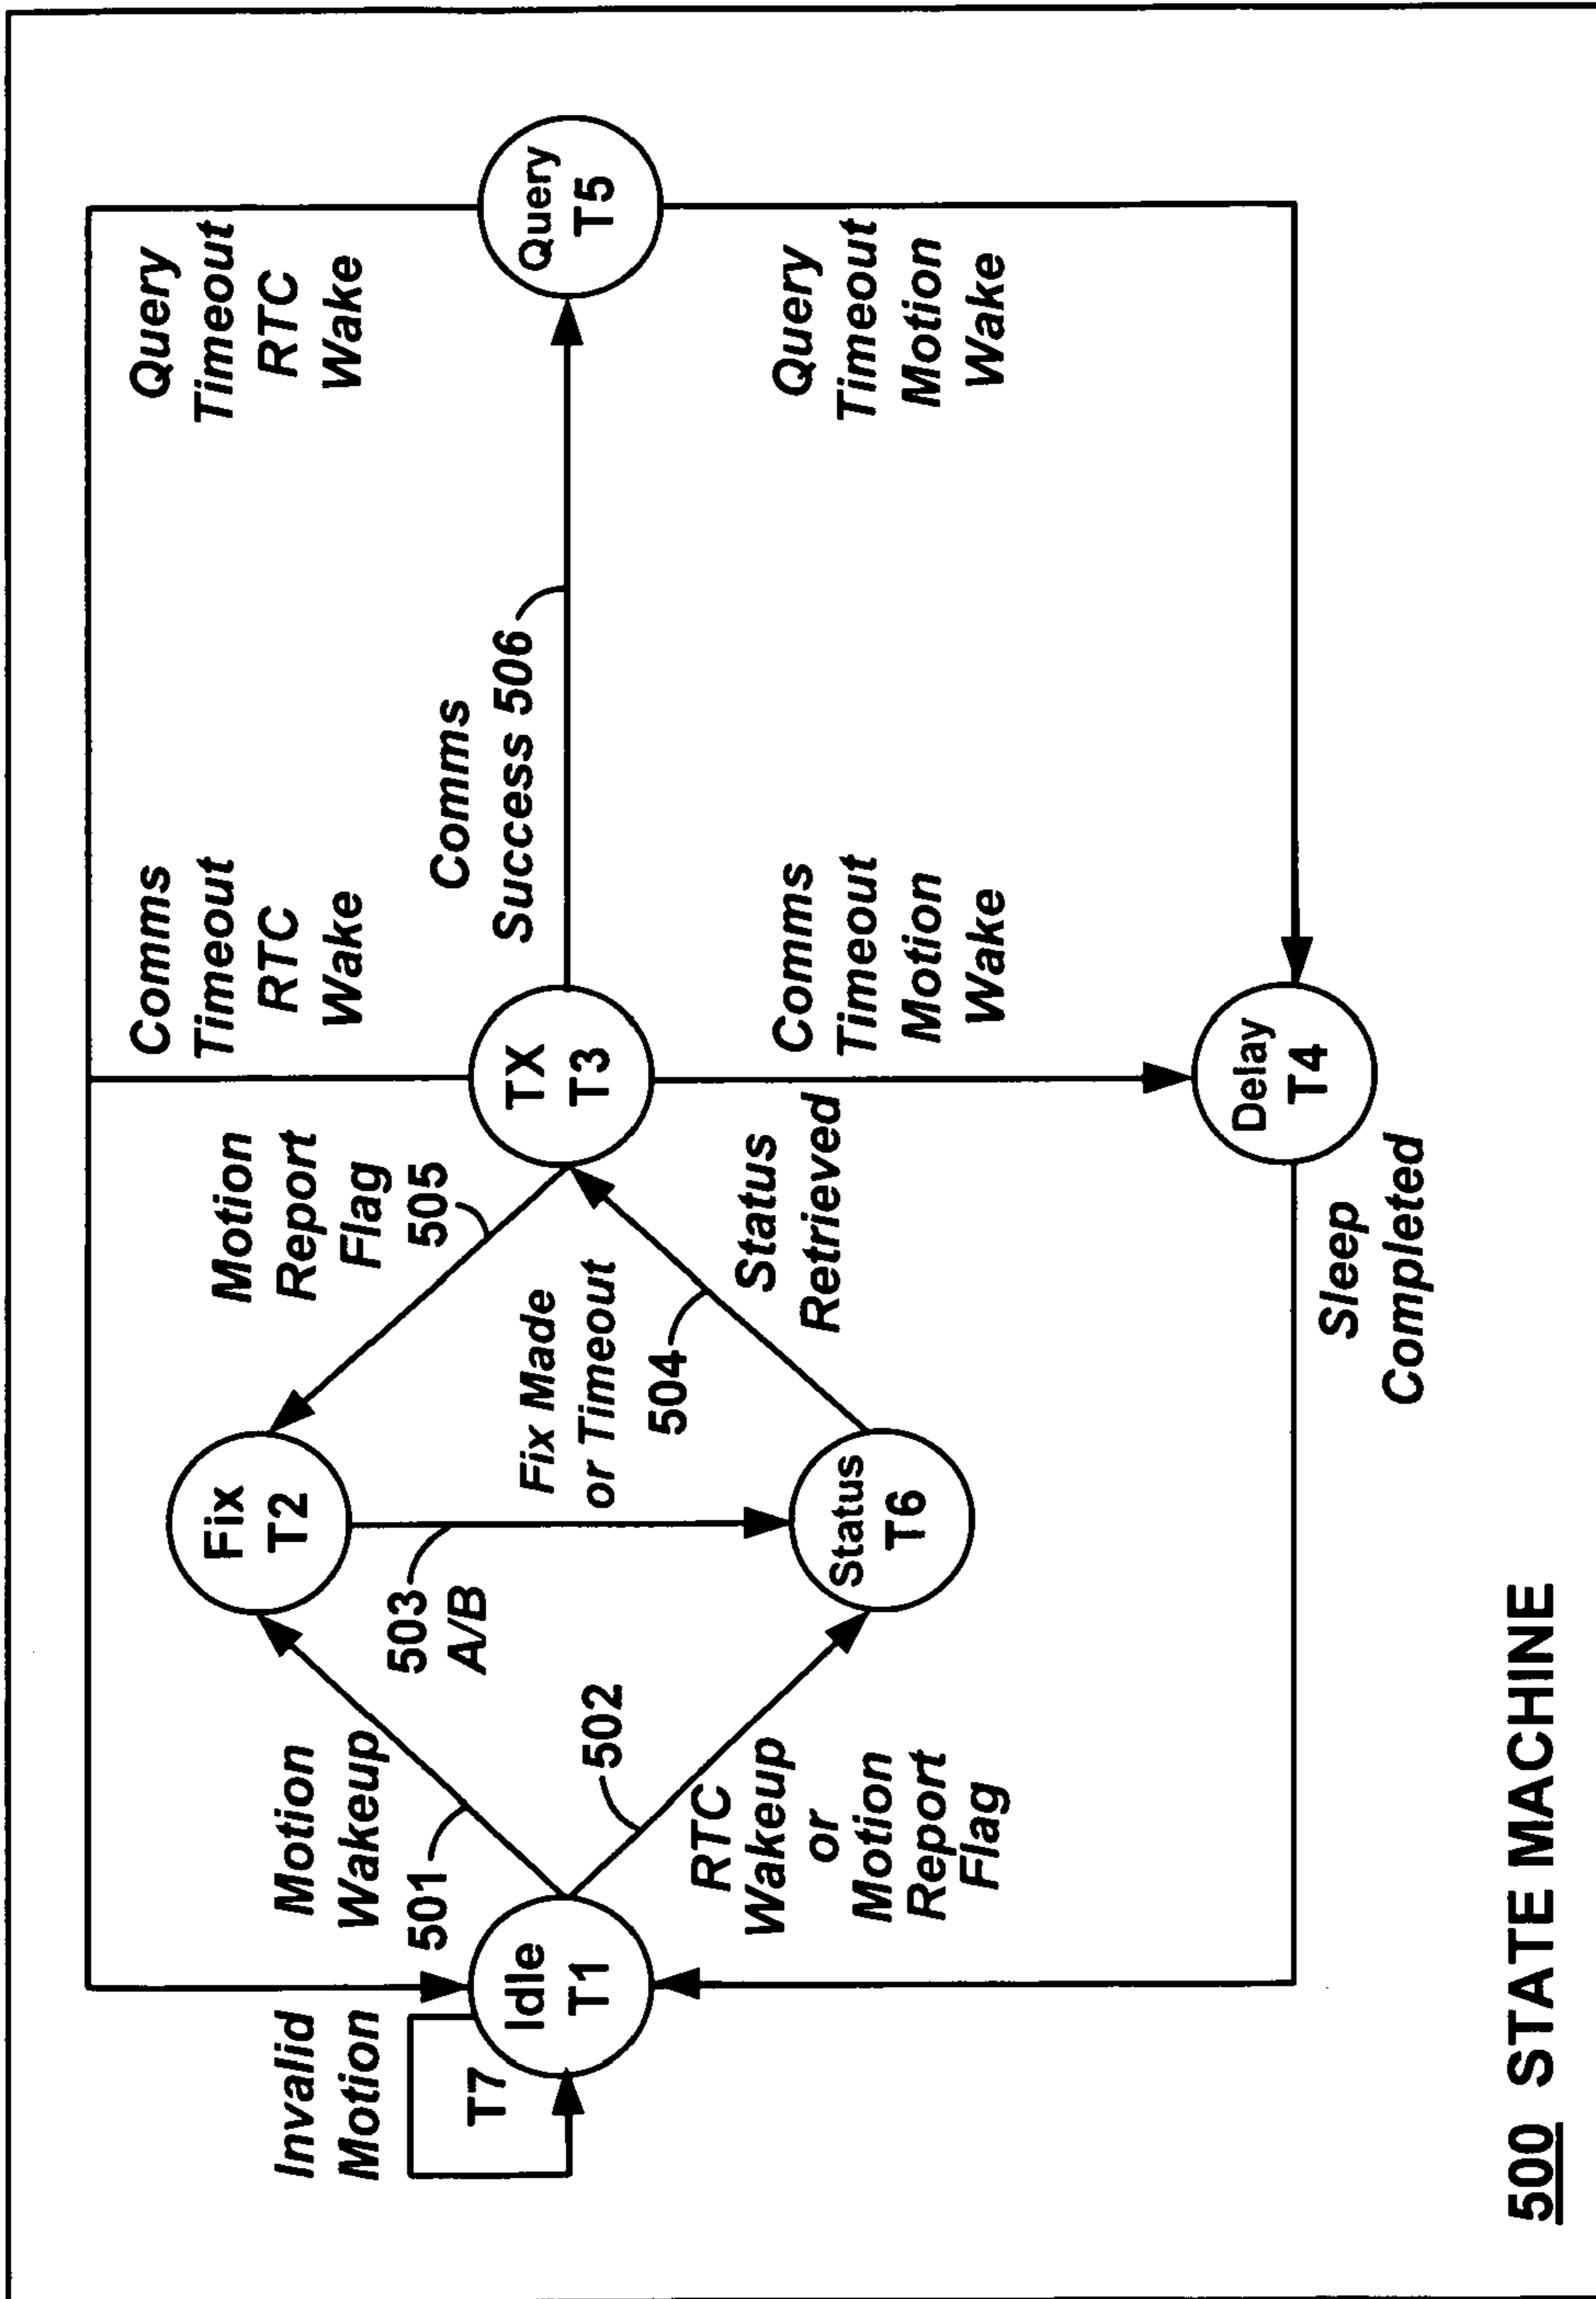 Query
Timeout
RTC
Wake
Comms
Timeout
RTC
Wake
Invalid
Motion
T7
Motion
Wakeup
501
Fix
T2
Motion
Report
Flag
505
Comms
Success 506
Query
T5
TX
T3
Idle
T1
503
A/B
Fix Made
or Timeout
502
504
RTC
Wakeup
or
Motion
Report
Flag
Status
T6
Status
Retrieved
Comms
Timeout
Motion
Wake
Query
Timeout
Motion
Wake
Delay
T4
Sleep
Completed
500 STATE MACHINE